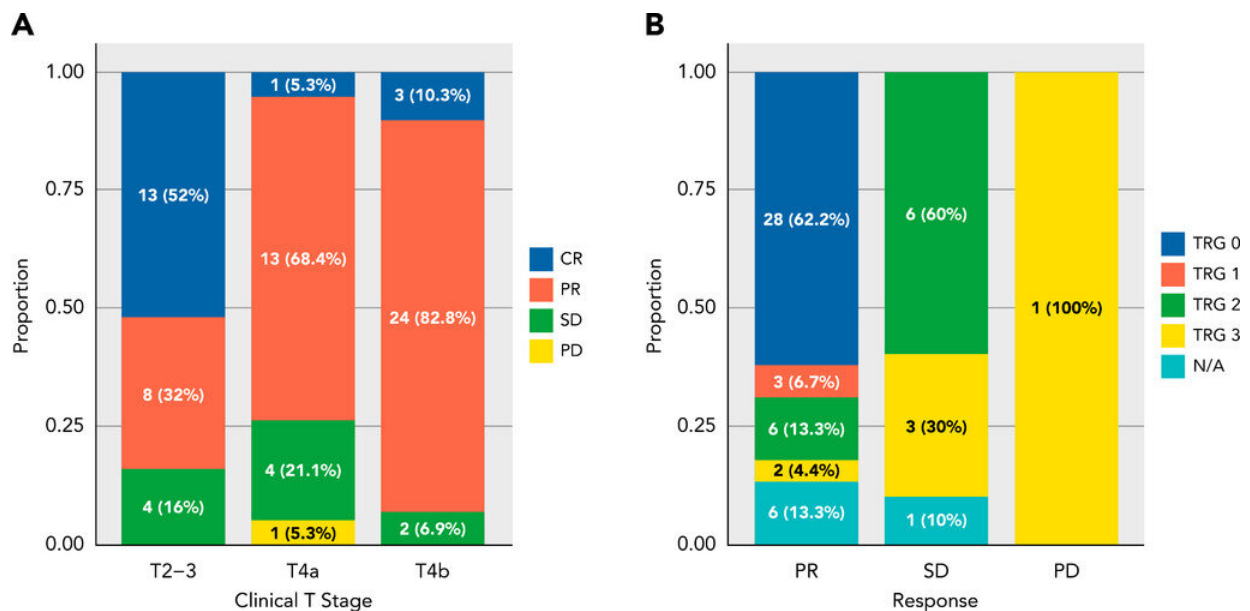 A
Proportion
1.00
0.75
0.50
0.25
0.00
13 (52%)
8 (32%)
4 (16%)
1 (5.3%)
13 (68.4%)
4 (21.1%)
1 (5.3%)
3 (10.3%)
24 (82.8%)
2 (6.9%)
T2–3
T4a
T4b
Clinical T Stage
CR
PR
SD
PD
B
Proportion
1.00
0.75
0.50
0.25
0.00
28 (62.2%)
3 (6.7%)
6 (13.3%)
2 (4.4%)
6 (13.3%)
6 (60%)
3 (30%)
1 (10%)
1 (100%)
PR
SD
PD
Response
TRG 0
TRG 1
TRG 2
TRG 3
N/A